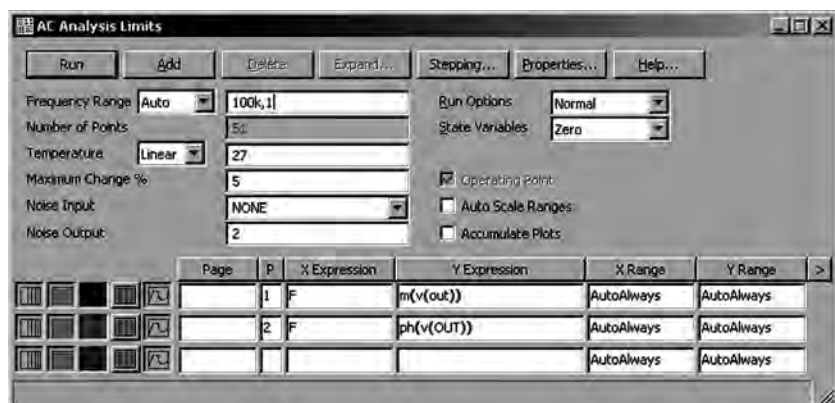 AC Analysis Limits
Run Add Delete Expand... Stepping... Properties... Help...
Frequency Range Auto 100k,1 Run Options Normal
Number of Points 51 State Variables Zero
Temperature Linear 27
Maximum Change % 5 Operating Point
Noise Input NONE Auto Scale Ranges
Noise Output 2 Accumulate Plots
Page P X Expression Y Expression X Range Y Range >
1 F m(v(out)) AutoAlways AutoAlways
2 F ph(v(OUT)) AutoAlways AutoAlways
AutoAlways AutoAlways